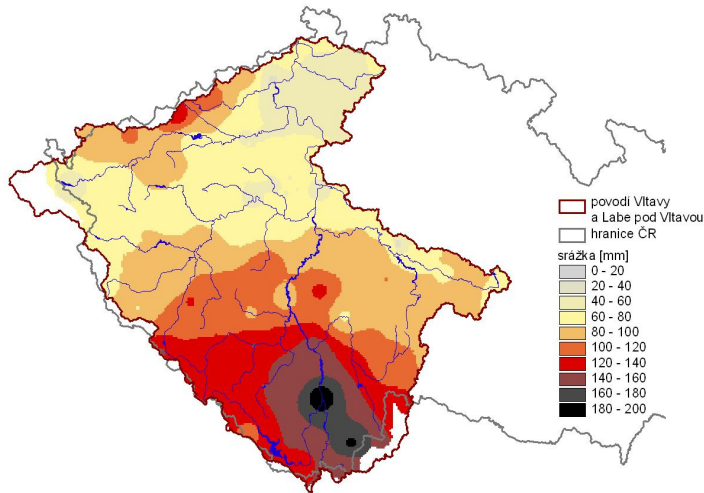 povodí Vltavy
a Labe pod Vltavou
hranice ČR
srážka [mm]
0 - 20
20 - 40
40 - 60
60 - 80
80 - 100
100 - 120
120 - 140
140 - 160
160 - 180
180 - 200